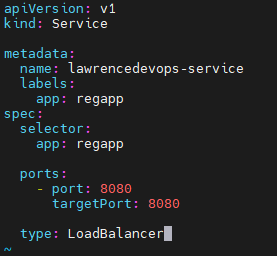 apiVersion: v1
kind: Service
metadata:
  name: lawrencedevops-service
  labels:
    app: regapp
spec:
  selector:
    app: regapp
  ports:
    - port: 8080
      targetPort: 8080
  type: LoadBalancer
~